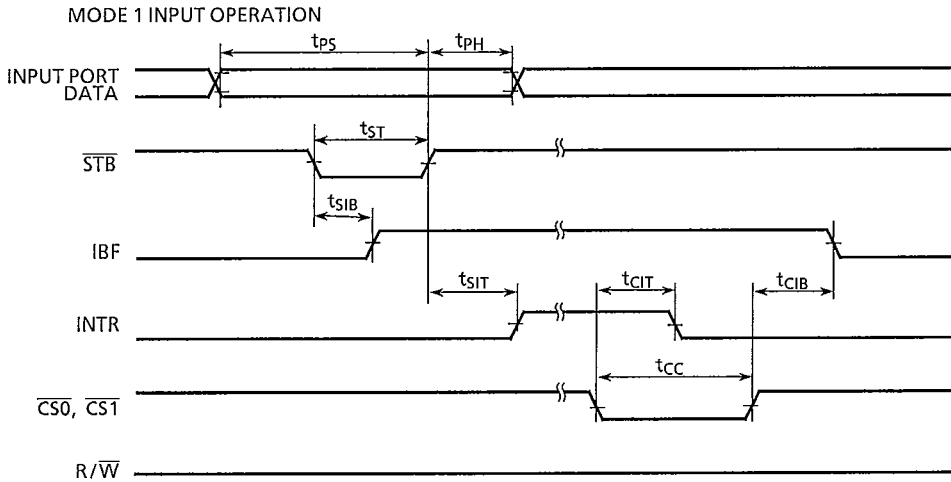 MODE 1 INPUT OPERATION
tPS
tPH
INPUT PORT
DATA
tST
STB
tSIB
IBF
tSIT
tCIT
tCIB
INTR
tCC
CS0, CS1
R/W